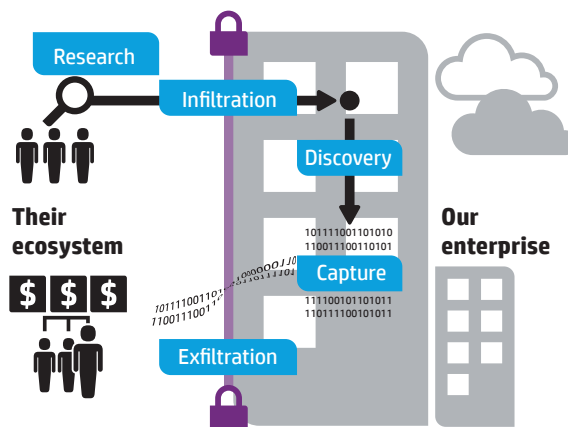 Research
Infiltration
Discovery
Their
ecosystem
Our
enterprise
101111001101010
110011100110101
Capture
111100101101011
110111100101011
$ $ $
Exfiltration